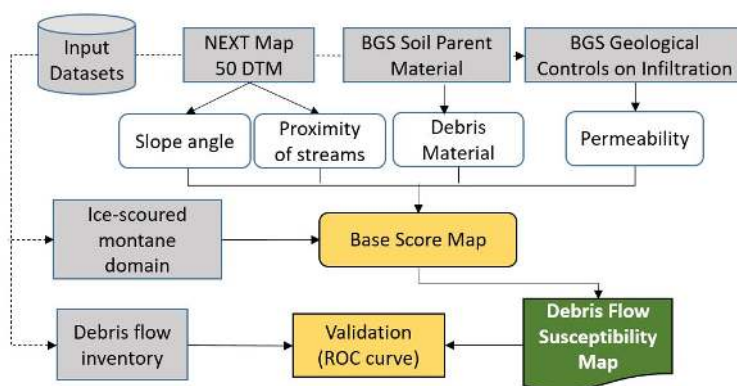 Input
Datasets
NEXT Map
50 DTM
BGS Soil Parent
Material
BGS Geological
Controls on Infiltration
Slope angle
Proximity
of streams
Debris
Material
Permeability
Ice-scoured
montane
domain
Base Score Map
Debris flow
inventory
Validation
(ROC curve)
Debris Flow
Susceptibility
Map